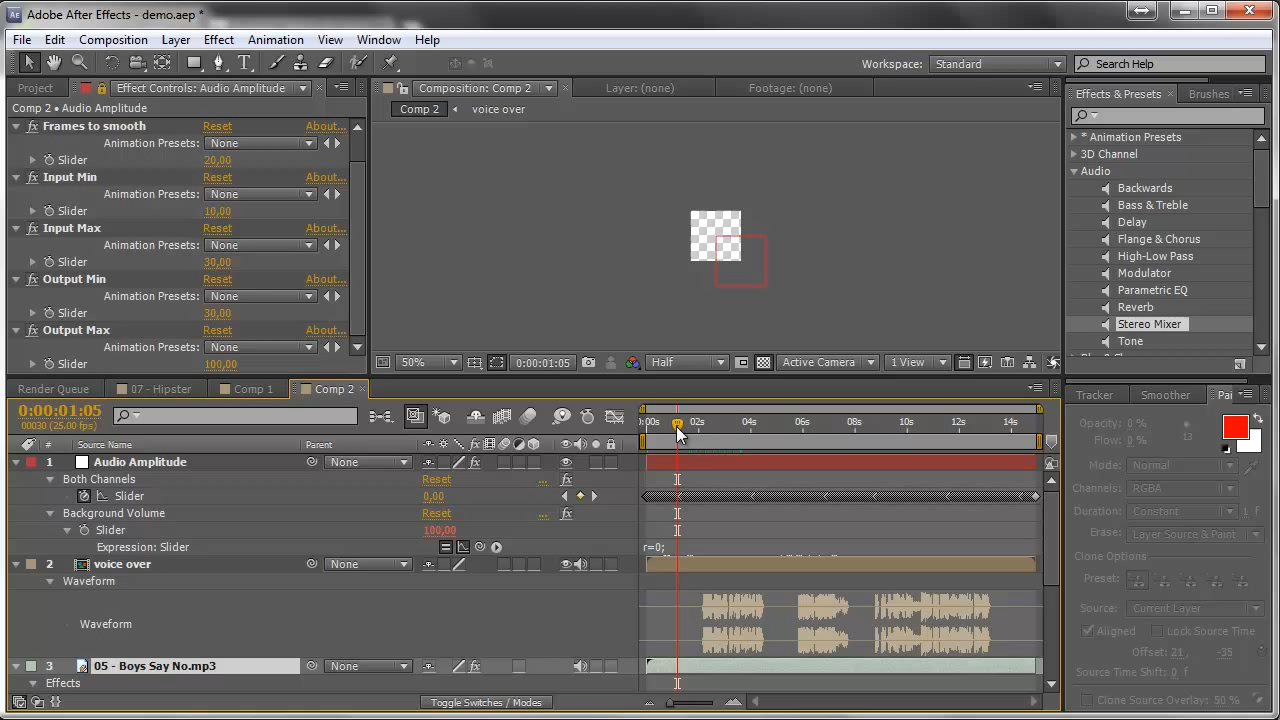 Adobe After Effects - demo.aep *
File Edit Composition Layer Effect Animation View Window Help
Workspace: Standard Search Help
Project Effect Controls: Audio Amplitude Composition: Comp 2 Layer: (none) Footage: (none) Effects & Presets Brushes
Comp 2 • Audio Amplitude
Comp 2 voice over
Frames to smooth Reset About...
Animation Presets: None
Slider 20,00
Input Min Reset About...
Animation Presets: None
Slider 10,00
Input Max Reset About...
Animation Presets: None
Slider 30,00
Output Min Reset About...
Animation Presets: None
Slider 30,00
Output Max Reset About...
Animation Presets: None
Slider 100,00
50% 0:00:01:05 Half Active Camera 1 View
* Animation Presets
3D Channel
Audio
Backwards
Bass & Treble
Delay
Flange & Chorus
High-Low Pass
Modulator
Parametric EQ
Reverb
Stereo Mixer
Tone
Render Queue 07 - Hipster Comp 1 Comp 2
0:00:01:05
00030 (25.00 fps)
0:00s 02s 04s 06s 08s 10s 12s 14s
# Source Name Parent
1 Audio Amplitude None
Both Channels Reset ...
Slider 0,00
Background Volume Reset ...
Slider 100,00
Expression: Slider r=0;
2 voice over None
Waveform
Waveform
3 05 - Boys Say No.mp3 None
Effects
Toggle Switches / Modes
Tracker Smoother Pai
Opacity: 0 %
Flow: 0 % 13
Mode: Normal
Channels: RGBA
Duration: Constant 1 f
Erase: Layer Source & Paint
Clone Options
Preset:
Source: Current Layer
Aligned Lock Source Time
Offset: 21 , -35
Source Time Shift: 0 f
Clone Source Overlay: 50 %